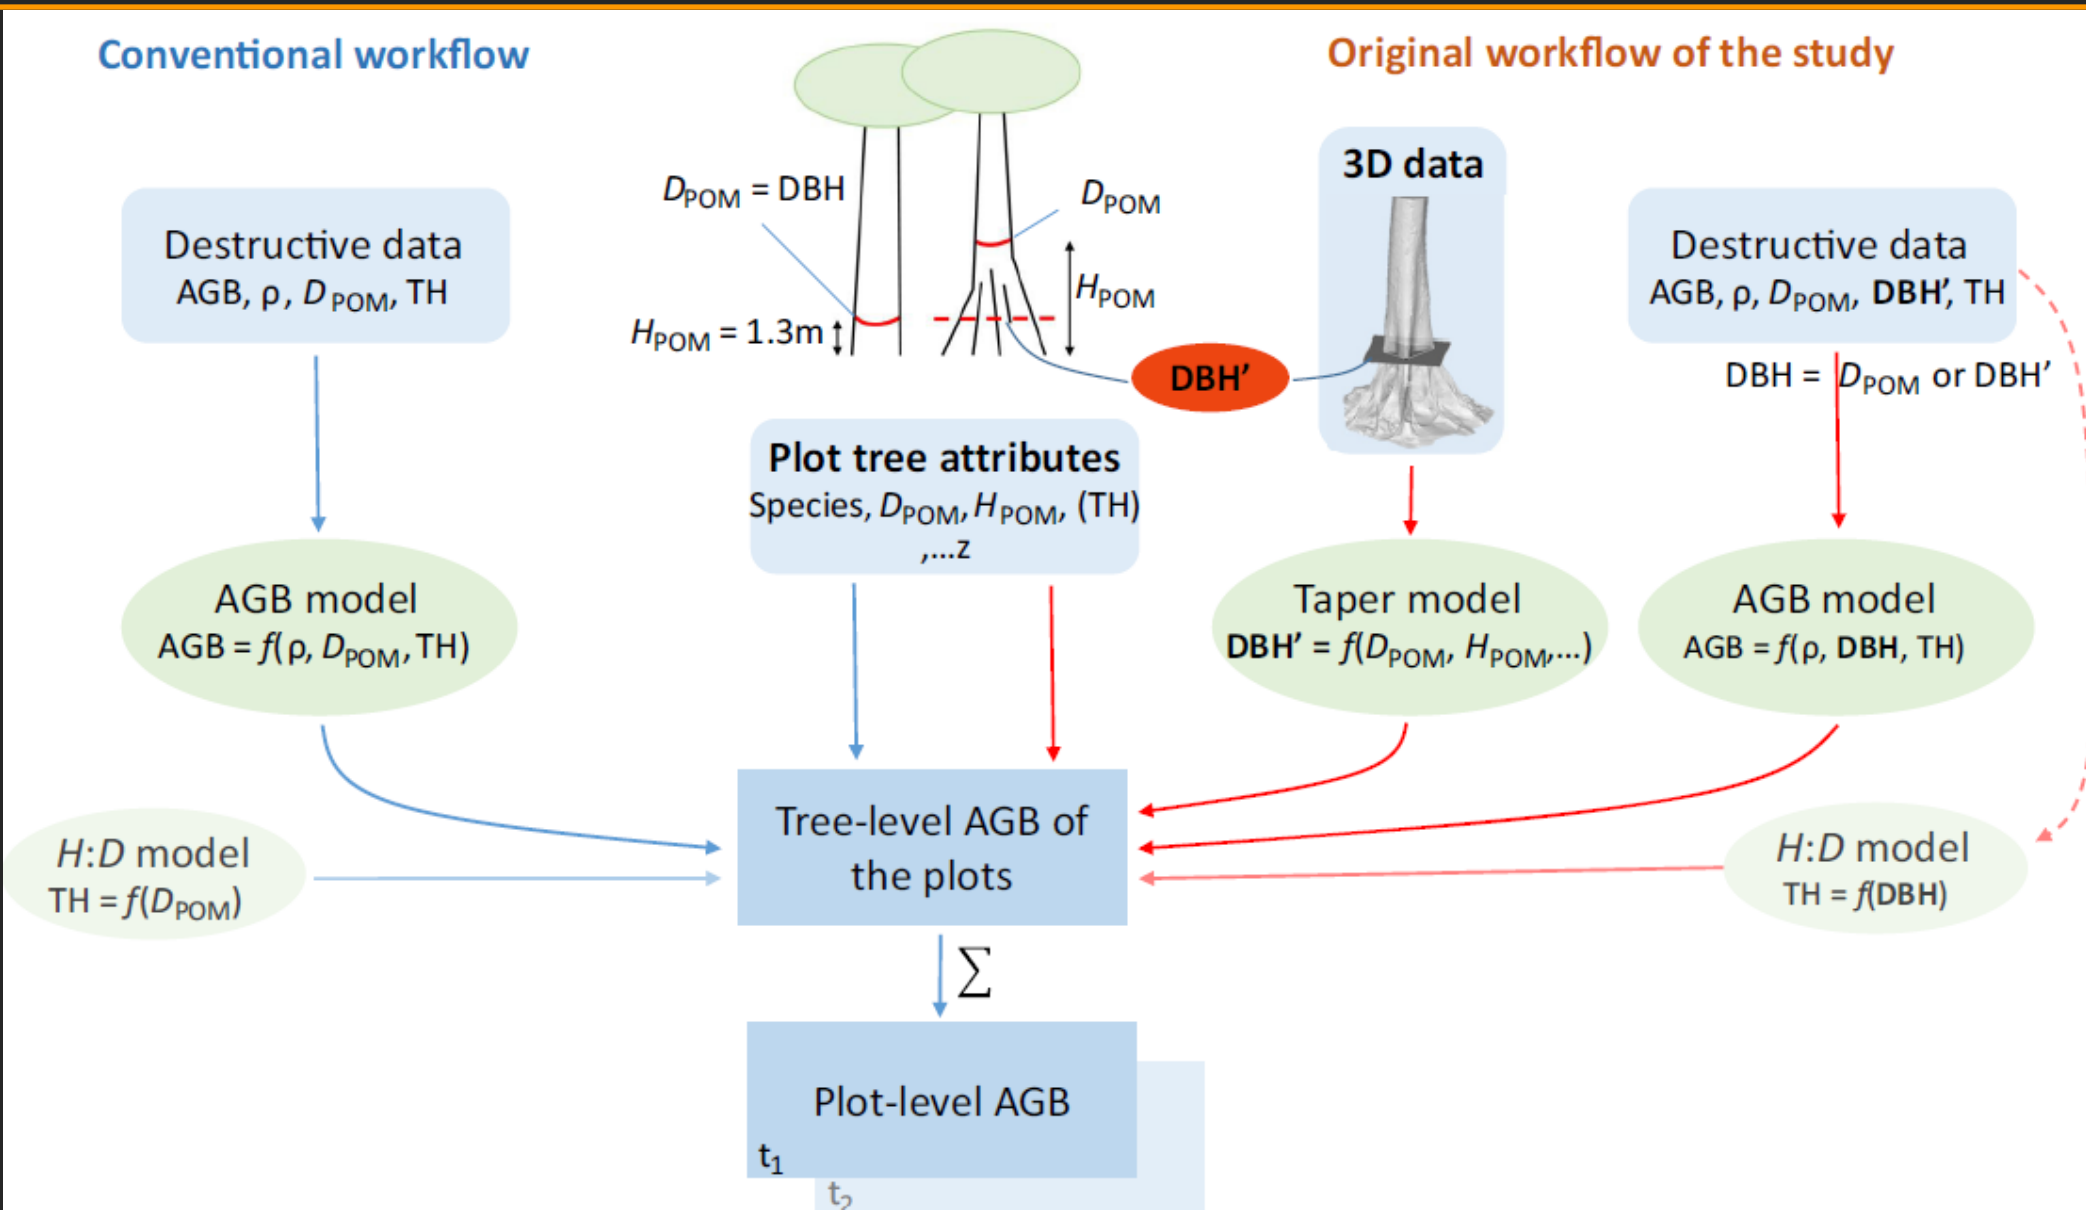 Conventional workflow
Original workflow of the study
D_POM = DBH
D_POM
H_POM = 1.3m
H_POM
DBH’
3D data
Destructive data
AGB, ρ, D_POM, TH
Destructive data
AGB, ρ, D_POM, DBH’, TH
DBH = D_POM or DBH’
Plot tree attributes
Species, D_POM, H_POM, (TH)
,...z
AGB model
AGB = f(ρ, D_POM, TH)
Taper model
DBH’ = f(D_POM, H_POM,...)
AGB model
AGB = f(ρ, DBH, TH)
H:D model
TH = f(D_POM)
Tree-level AGB of
the plots
H:D model
TH = f(DBH)
∑
Plot-level AGB
t₁
t₂